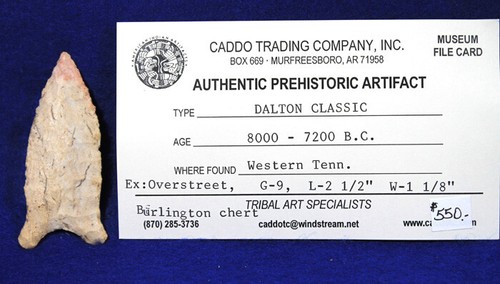 CADDO TRADING COMPANY, INC.
BOX 669 · MURFREESBORO, AR 71958
MUSEUM
FILE CARD
AUTHENTIC PREHISTORIC ARTIFACT
TYPE DALTON CLASSIC
AGE 8000 - 7200 B.C.
WHERE FOUND Western Tenn.
Ex:Overstreet, G-9, L-2 1/2" W-1 1/8"
TRIBAL ART SPECIALISTS
Burlington chert
(870) 285-3736 caddotc@windstream.net www.ca
$550.-